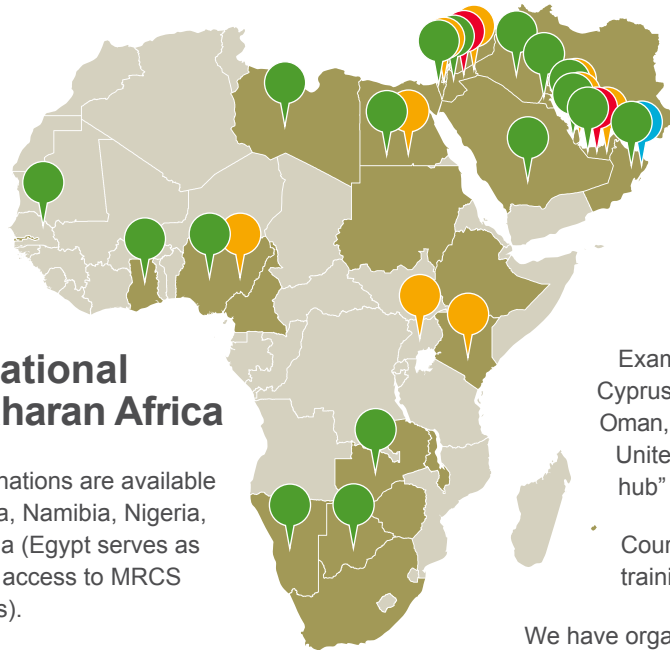 ational
haran Africa
nations are available
a, Namibia, Nigeria,
a (Egypt serves as
access to MRCS
s).
Exam
Cyprus
Oman,
Unite
hub”
Coun
traini
We have orga